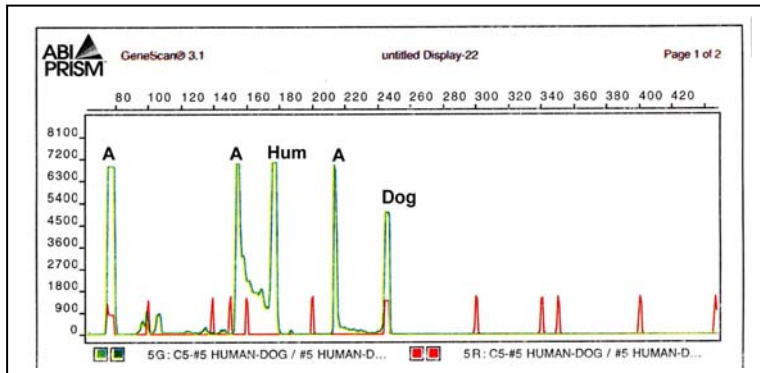 ABI PRISM™ GeneScan® 3.1 untitled Display-22 Page 1 of 2
80 100 120 140 160 180 200 220 240 260 280 300 320 340 360 380 400 420
8100
7200
6300
5400
4500
3600
2700
1800
900
0
A A Hum A
Dog
5G: C5-#5 HUMAN-DOG / #5 HUMAN-D... 5R: C5-#5 HUMAN-DOG / #5 HUMAN-D...